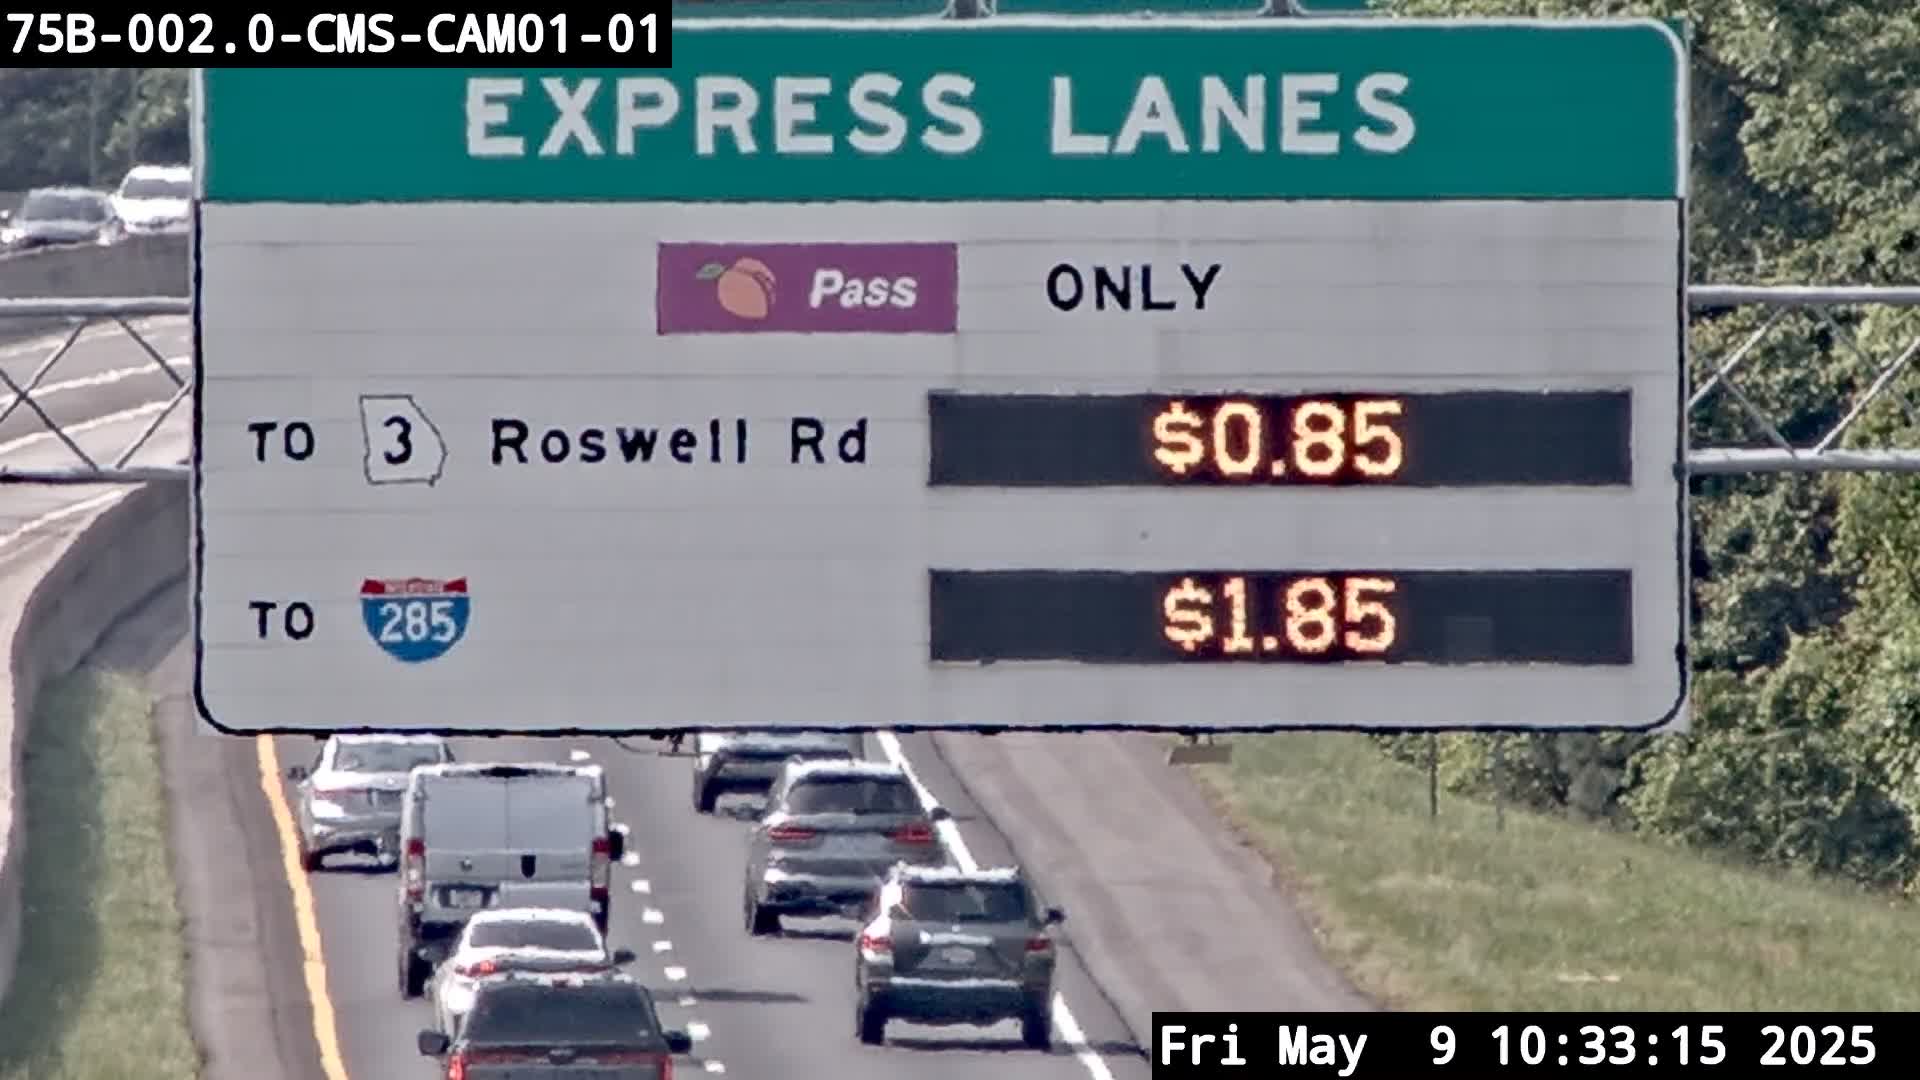 75B-002.0-CMS-CAM01-01
EXPRESS LANES
Pass ONLY
TO 3 Roswell Rd $0.85
TO 285 $1.85
Fri May 9 10:33:15 2025